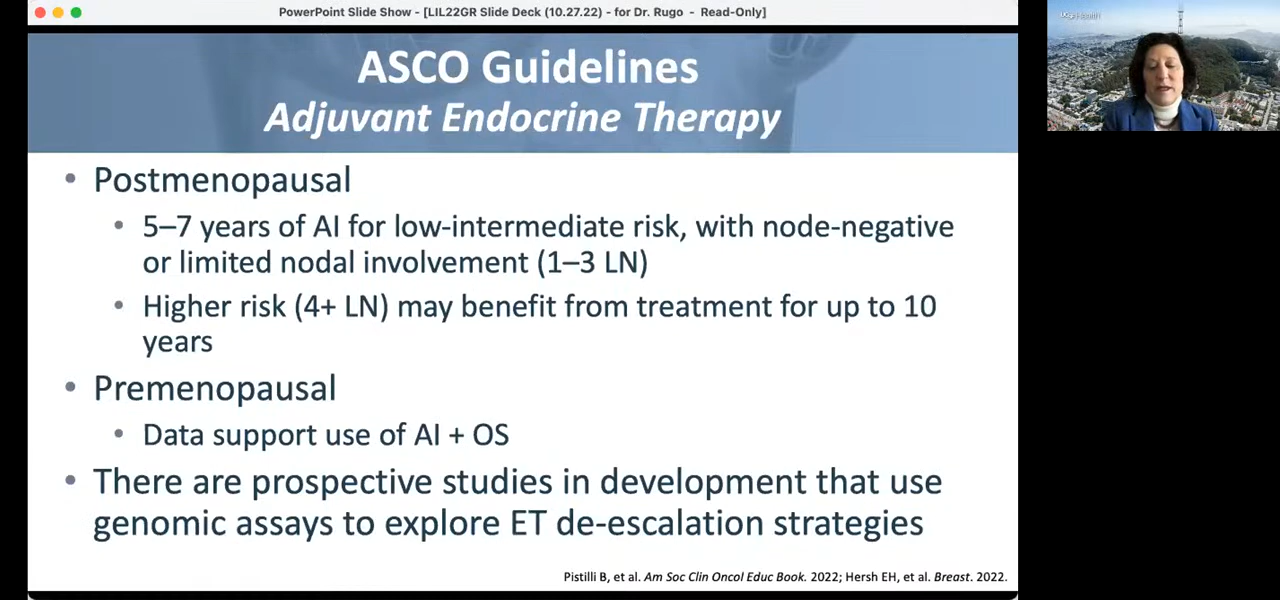 PowerPoint Slide Show - [LIL22GR Slide Deck (10.27.22) - for Dr. Rugo - Read-Only]
ASCO Guidelines
Adjuvant Endocrine Therapy
• Postmenopausal
• 5–7 years of AI for low-intermediate risk, with node-negative
or limited nodal involvement (1–3 LN)
• Higher risk (4+ LN) may benefit from treatment for up to 10
years
• Premenopausal
• Data support use of AI + OS
• There are prospective studies in development that use
genomic assays to explore ET de-escalation strategies
Pistilli B, et al. Am Soc Clin Oncol Educ Book. 2022; Hersh EH, et al. Breast. 2022.